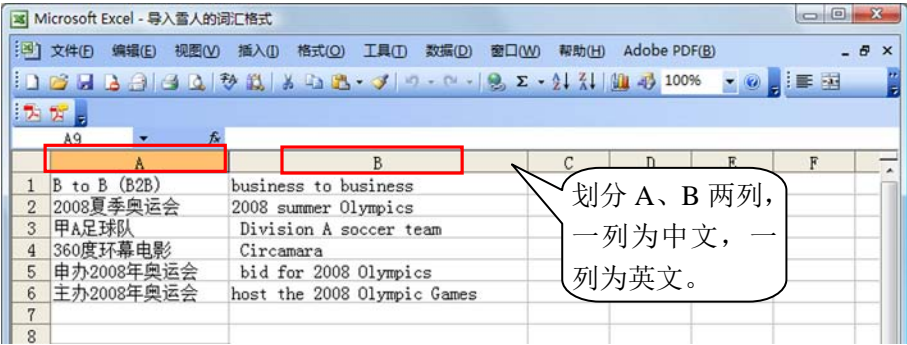 Microsoft Excel - 导入雪人的词汇格式
文件(F) 编辑(E) 视图(V) 插入(I) 格式(O) 工具(T) 数据(D) 窗口(W) 帮助(H) Adobe PDF(B)
100%
A9 fx
A B C D E F
1 B to B (B2B) business to business
2 2008夏季奥运会 2008 summer Olympics
3 甲A足球队 Division A soccer team
4 360度环幕电影 Circamara
5 申办2008年奥运会 bid for 2008 Olympics
6 主办2008年奥运会 host the 2008 Olympic Games
7
8
划分 A、B 两列，
一列为中文，一
列为英文。